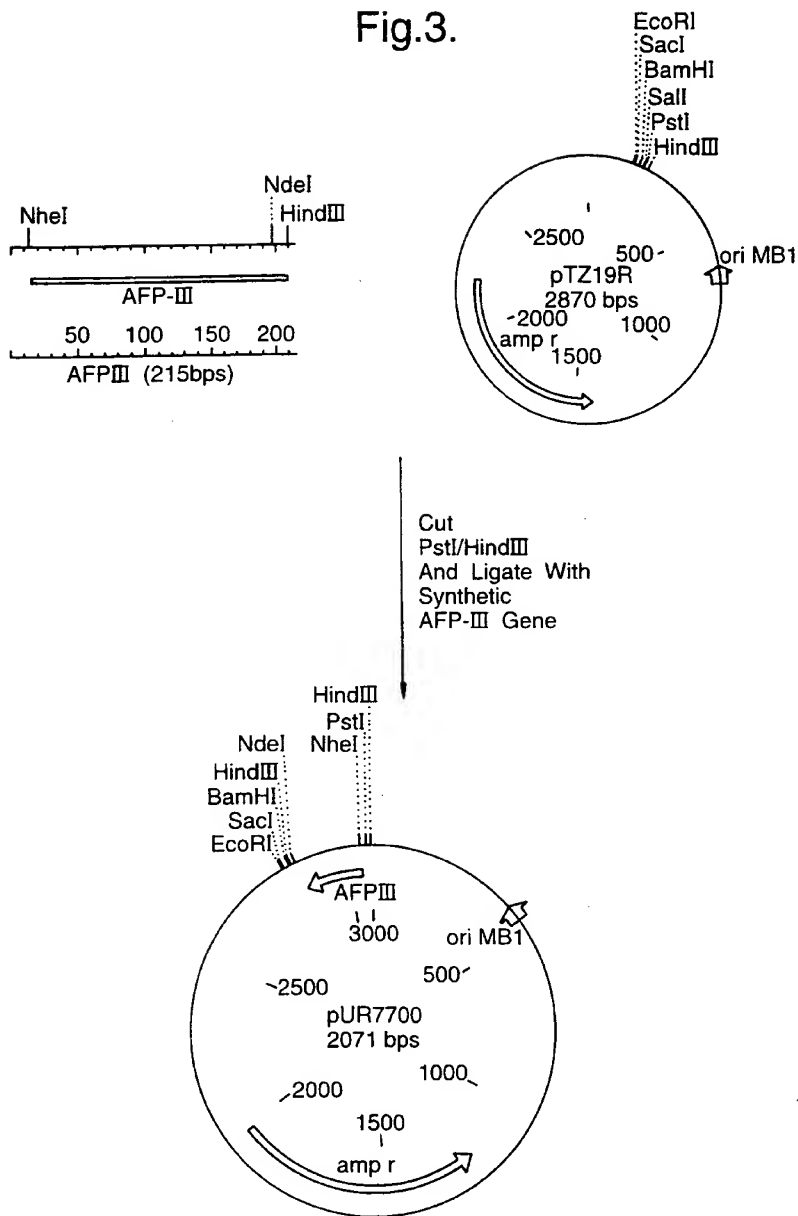 Fig.3.
NheI
NdeI
HindIII
AFP-III
50 100 150 200
AFPIII (215bps)
EcoRI
SacI
BamHI
SalI
PstI
HindIII
2500
500
ori MB1
pTZ19R
2870 bps
2000
1000
amp r
1500
Cut
PstI/HindIII
And Ligate With
Synthetic
AFP-III Gene
HindIII
PstI
NheI
NdeI
HindIII
BamHI
SacI
EcoRI
AFPIII
3000
ori MB1
500
2500
pUR7700
2071 bps
1000
2000
1500
amp r